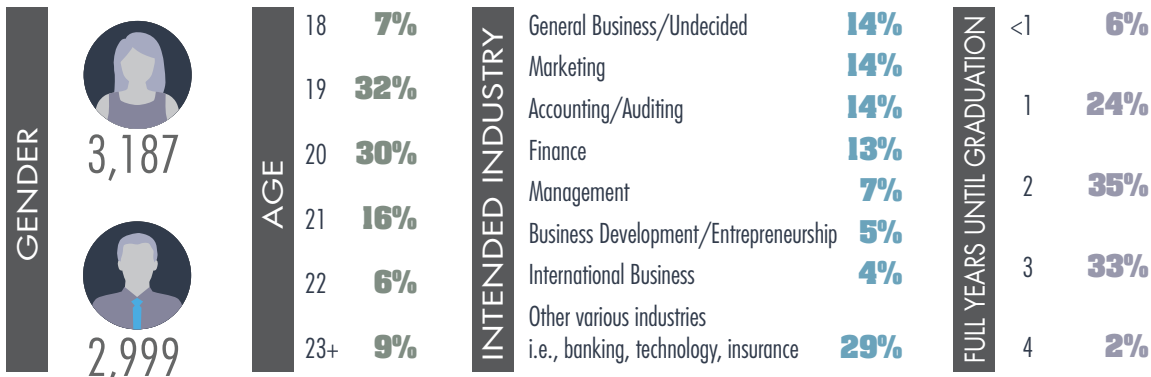 GENDER
3,187
2,999
AGE
18 7%
19 32%
20 30%
21 16%
22 6%
23+ 9%
INTENDED INDUSTRY
General Business/Undecided 14%
Marketing 14%
Accounting/Auditing 14%
Finance 13%
Management 7%
Business Development/Entrepreneurship 5%
International Business 4%
Other various industries
i.e., banking, technology, insurance 29%
FULL YEARS UNTIL GRADUATION
<1 6%
1 24%
2 35%
3 33%
4 2%